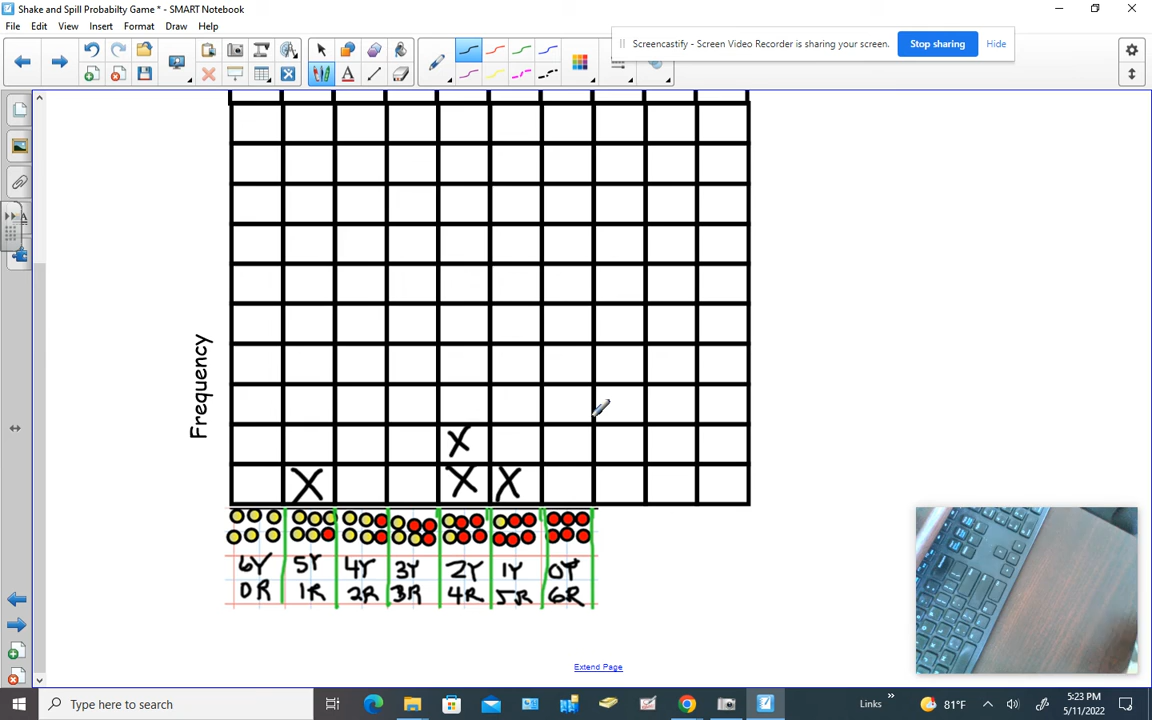 Shake and Spill Probabilty Game * - SMART Notebook
File Edit View Insert Format Draw Help
Screencastify - Screen Video Recorder is sharing your screen. Stop sharing Hide
Frequency
X
X X X
6Y 5Y 4Y 3Y 2Y 1Y 0Y
0R 1R 2R 3R 4R 5R 6R
Extend Page
Type here to search
Links
81°F
5:23 PM
5/11/2022